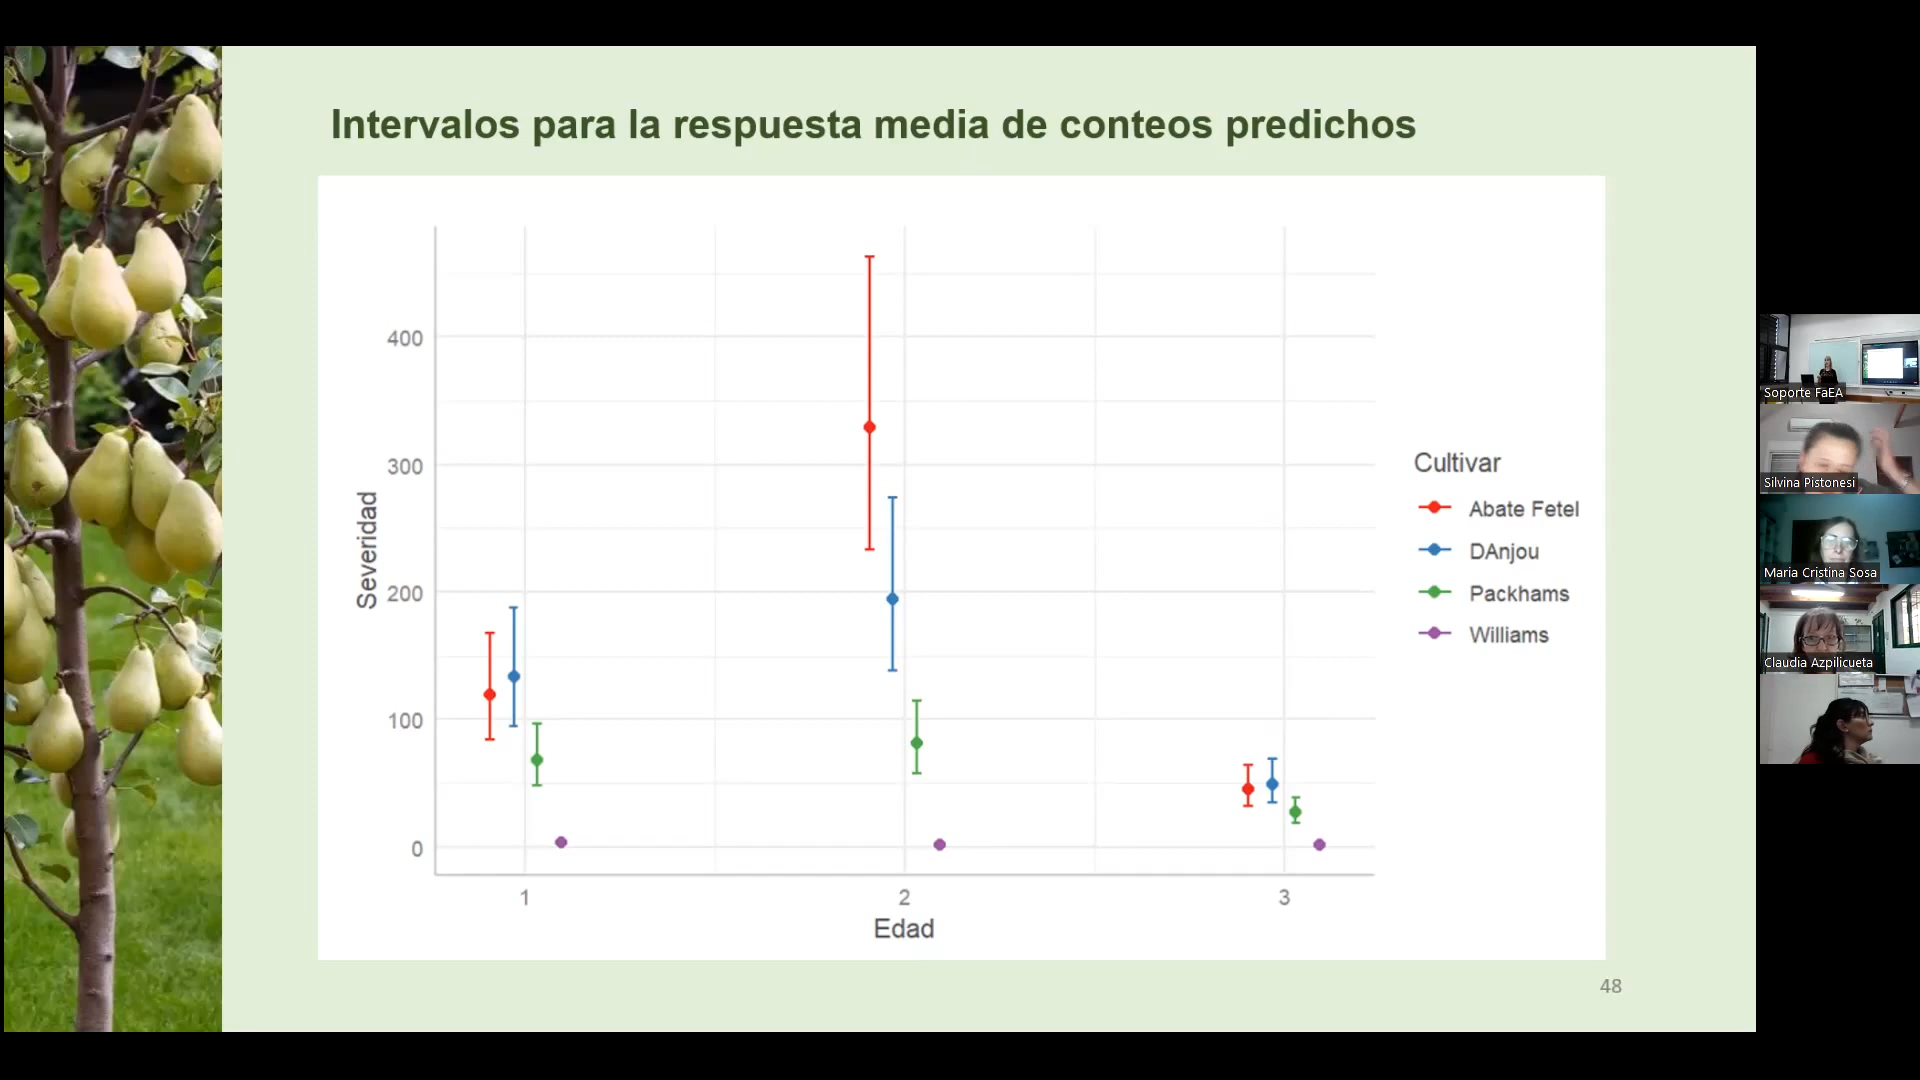 Intervalos para la respuesta media de conteos predichos
400
300
200
100
0
Severidad
1
2
3
Edad
Cultivar
Abate Fetel
DAnjou
Packhams
Williams
48
Soporte FaEA
Silvina Pistonesi
Maria Cristina Sosa
Claudia Azpilicueta